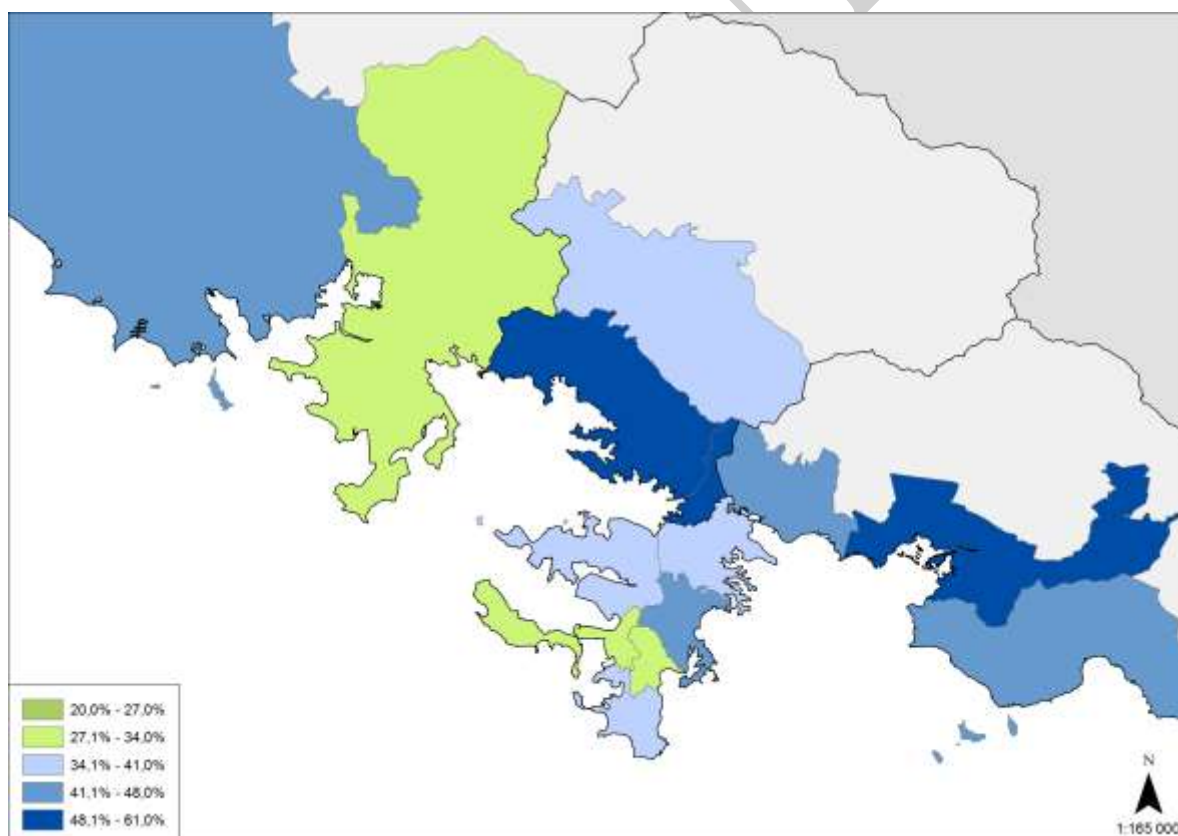 20,0% - 27,0%
27,1% - 34,0%
34,1% - 41,0%
41,1% - 48,0%
48,1% - 61,0%
N
1:165 000